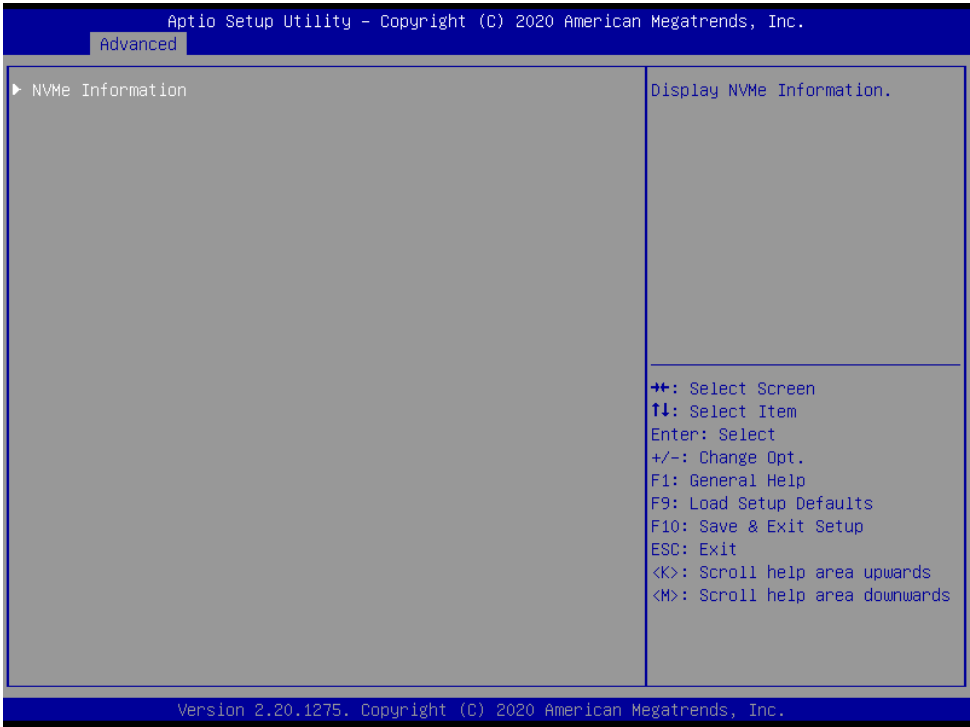 Aptio Setup Utility – Copyright (C) 2020 American Megatrends, Inc.
Advanced
▶ NVMe Information
Display NVMe Information.
→←: Select Screen
↑↓: Select Item
Enter: Select
+/-: Change Opt.
F1: General Help
F9: Load Setup Defaults
F10: Save & Exit Setup
ESC: Exit
<K>: Scroll help area upwards
<M>: Scroll help area downwards
Version 2.20.1275. Copyright (C) 2020 American Megatrends, Inc.